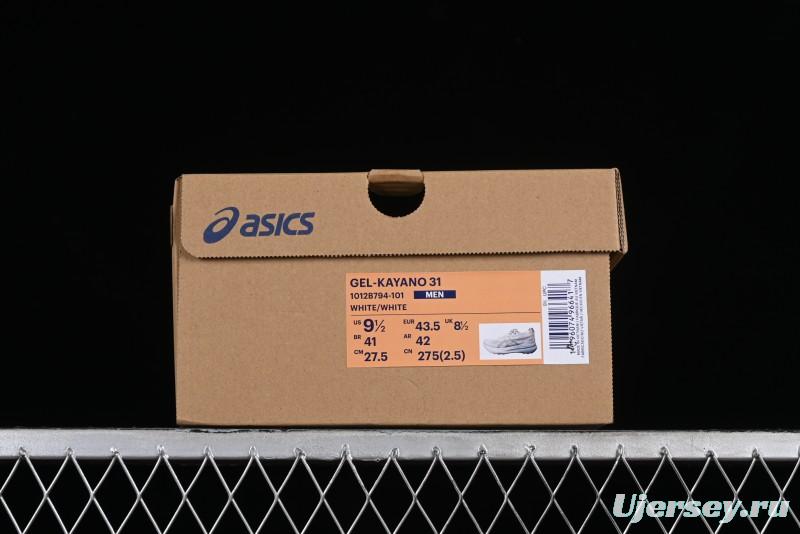 asics
GEL-KAYANO 31
1012B794-101 MEN
WHITE/WHITE
US 9½ EUR 43.5 UK 8½
BR 41 AR 42
CM 27.5 CN 275(2.5)
Ujersey.ru